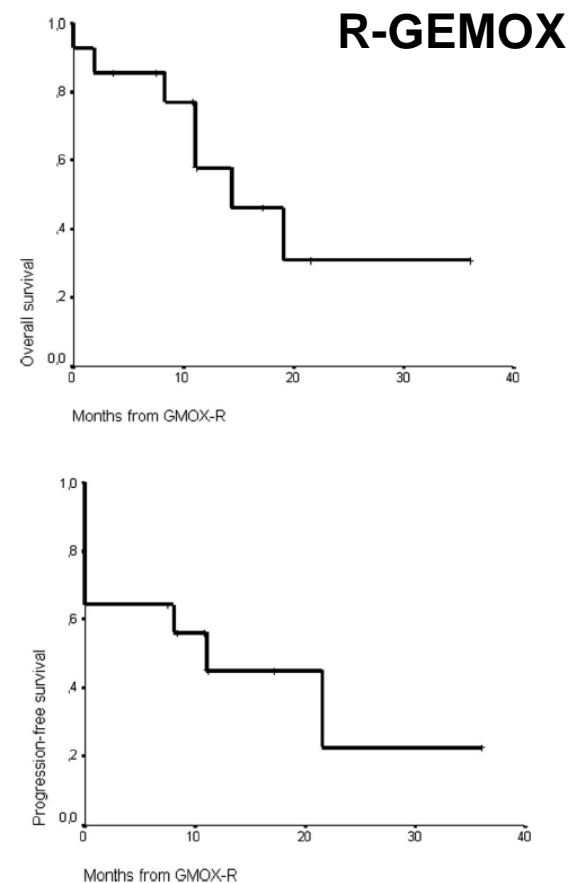 R-GEMOX
1,0
,8
,6
,4
,2
0,0
Overall survival
0 10 20 30 40
Months from GMOX-R
1,0
,8
,6
,4
,2
0,0
Progression-free survival
0 10 20 30 40
Months from GMOX-R